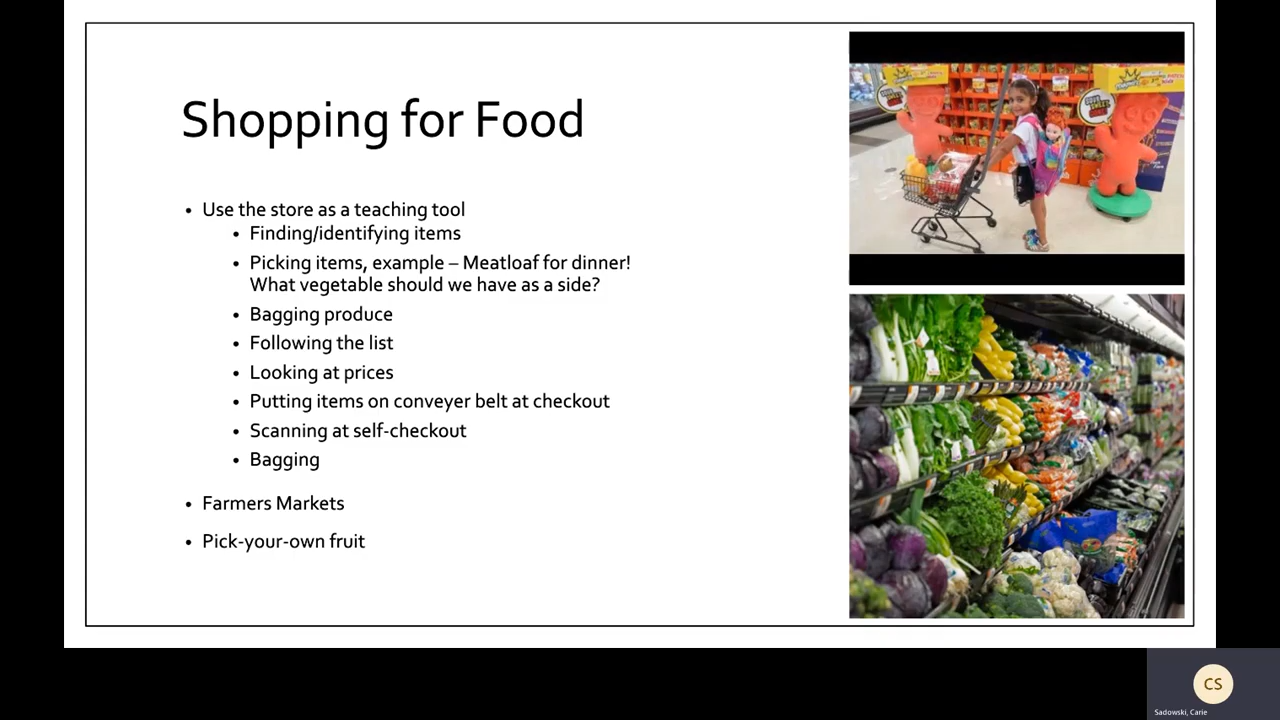 Shopping for Food
• Use the store as a teaching tool
• Finding/identifying items
• Picking items, example – Meatloaf for dinner!
What vegetable should we have as a side?
• Bagging produce
• Following the list
• Looking at prices
• Putting items on conveyer belt at checkout
• Scanning at self-checkout
• Bagging
• Farmers Markets
• Pick-your-own fruit
CS
Sadowski, Carie